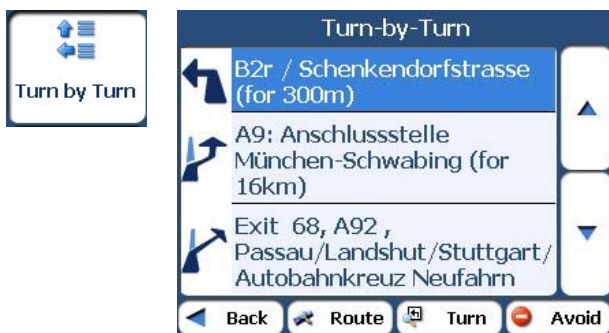 Turn by Turn
Turn-by-Turn
B2r / Schenkendorfstrasse
(for 300m)
A9: Anschlussstelle
München-Schwabing (for
16km)
Exit 68, A92 ,
Passau/Landshut/Stuttgart/
Autobahnkreuz Neufahrn
Back Route Turn Avoid